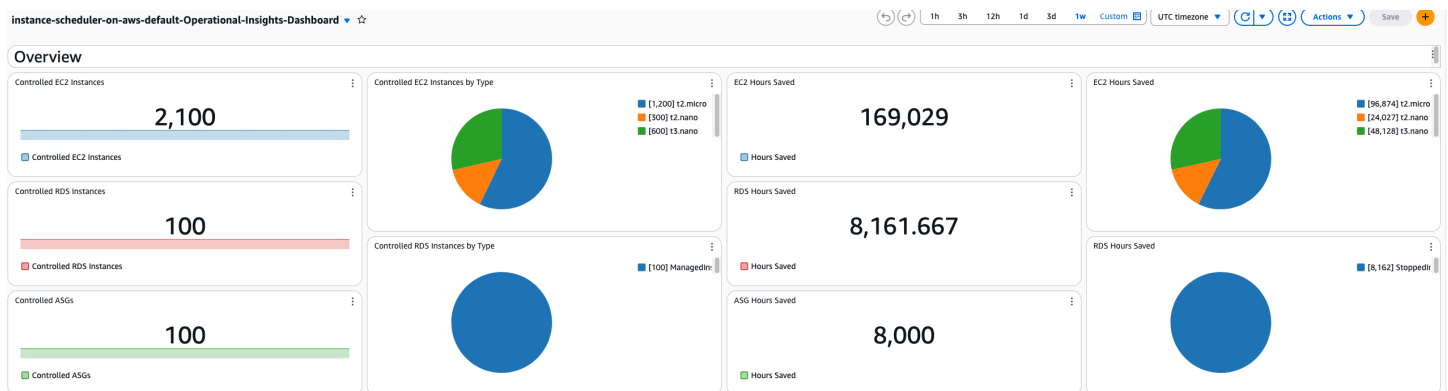 instance-scheduler-on-aws-default-Operational-Insights-Dashboard
1h 3h 12h 1d 3d 1w Custom UTC timezone Actions Save +
Overview
Controlled EC2 Instances
2,100
Controlled EC2 Instances
Controlled EC2 Instances by Type
[1,200] t2.micro
[300] t2.nano
[600] t3.nano
EC2 Hours Saved
169,029
Hours Saved
EC2 Hours Saved
[96,874] t2.micro
[24,027] t2.nano
[48,128] t3.nano
Controlled RDS Instances
100
Controlled RDS Instances
RDS Hours Saved
8,161.667
Hours Saved
Controlled RDS Instances by Type
[100] ManagedIn
RDS Hours Saved
[8,162] StoppedIr
Controlled ASGs
100
Controlled ASGs
ASG Hours Saved
8,000
Hours Saved